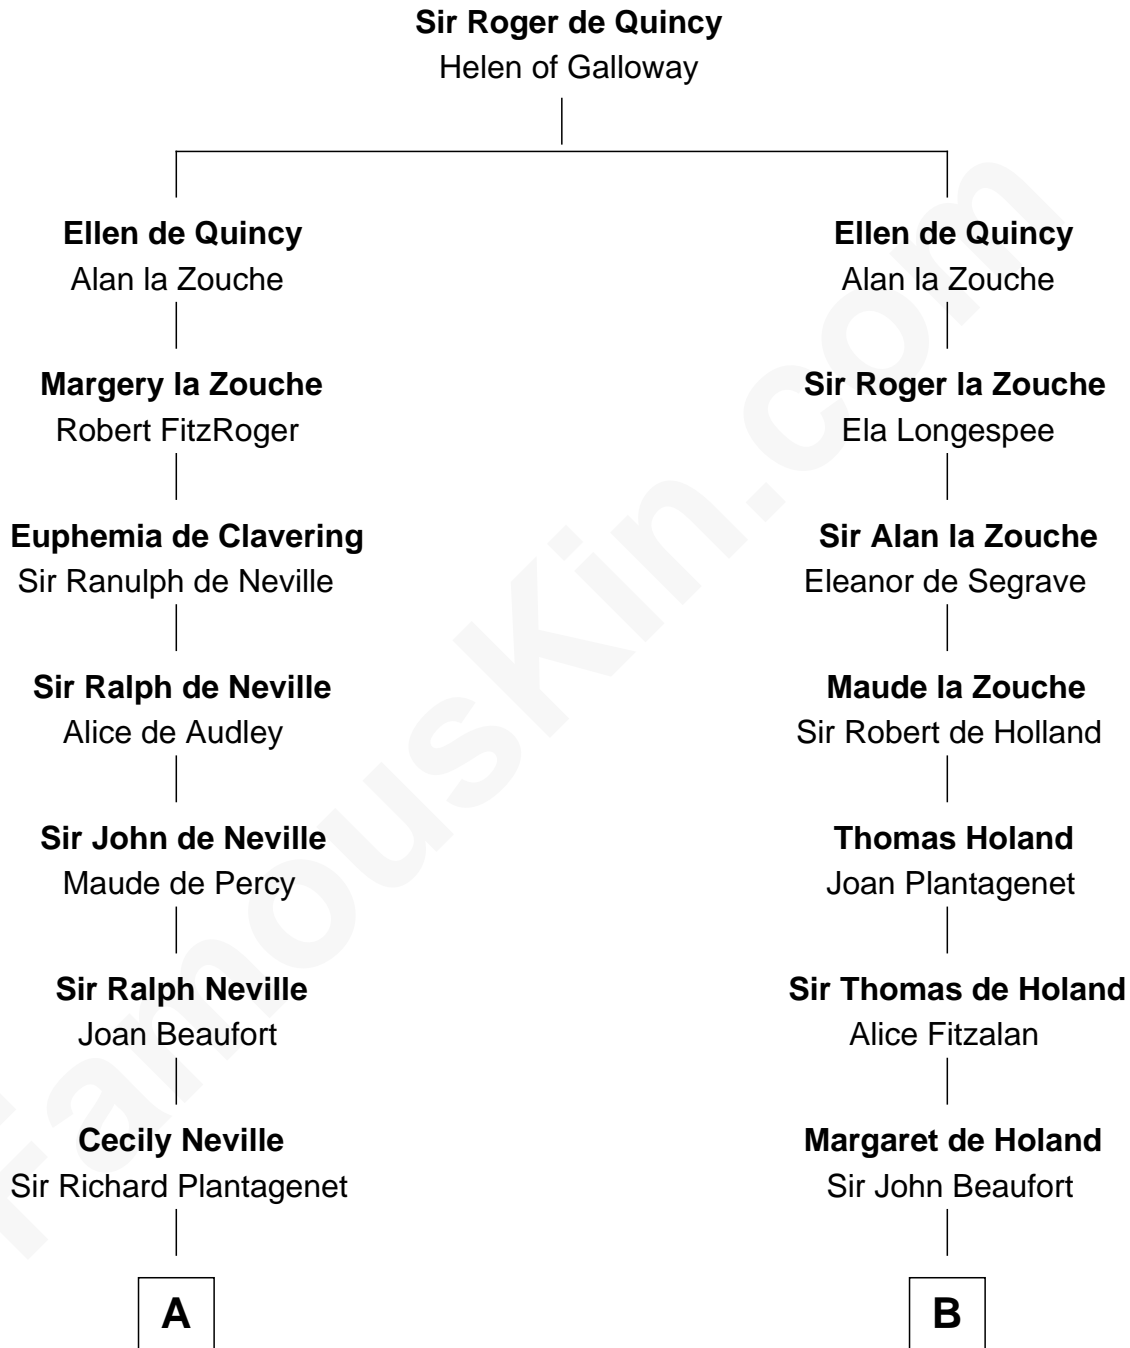 Sir Roger de Quincy
Helen of Galloway
Ellen de Quincy
Alan la Zouche
Ellen de Quincy
Alan la Zouche
Margery la Zouche
Robert FitzRoger
Sir Roger la Zouche
Ela Longespee
Euphemia de Clavering
Sir Ranulph de Neville
Sir Alan la Zouche
Eleanor de Segrave
Sir Ralph de Neville
Alice de Audley
Maude la Zouche
Sir Robert de Holland
Sir John de Neville
Maude de Percy
Thomas Holand
Joan Plantagenet
Sir Ralph Neville
Joan Beaufort
Sir Thomas de Holand
Alice Fitzalan
Cecily Neville
Sir Richard Plantagenet
Margaret de Holand
Sir John Beaufort
A
B
FamousKin.com